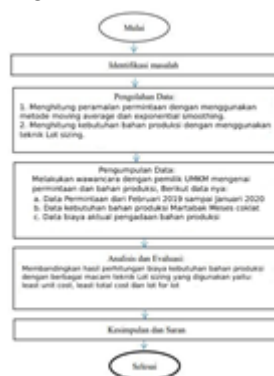 Mulai
Identifikasi masalah
Pengolahan Data:
1. Menghitung peramalan permintaan dengan menggunakan
metode moving average dan exponential smoothing.
2. Menghitung kebutuhan bahan produksi dengan menggunakan
teknik Lot sizing.
Pengumpulan Data:
Melakukan wawancara dengan pemilik UMKM mengenai
permintaan dan bahan produksi, Berikut data nya:
a. Data Permintaan dari Februari 2019 sampai Januari 2020
b. Data kebutuhan bahan produksi Martabak Meses coklat
c. Data biaya aktual pengadaan bahan produksi
Analisis dan Evaluasi:
Membandingkan hasil perhitungan biaya kebutuhan bahan produksi
dengan berbagai macam teknik Lot sizing yang digunakan yaitu:
least unit cost, least total cost dan lot for lot
Kesimpulan dan Saran
Selesai